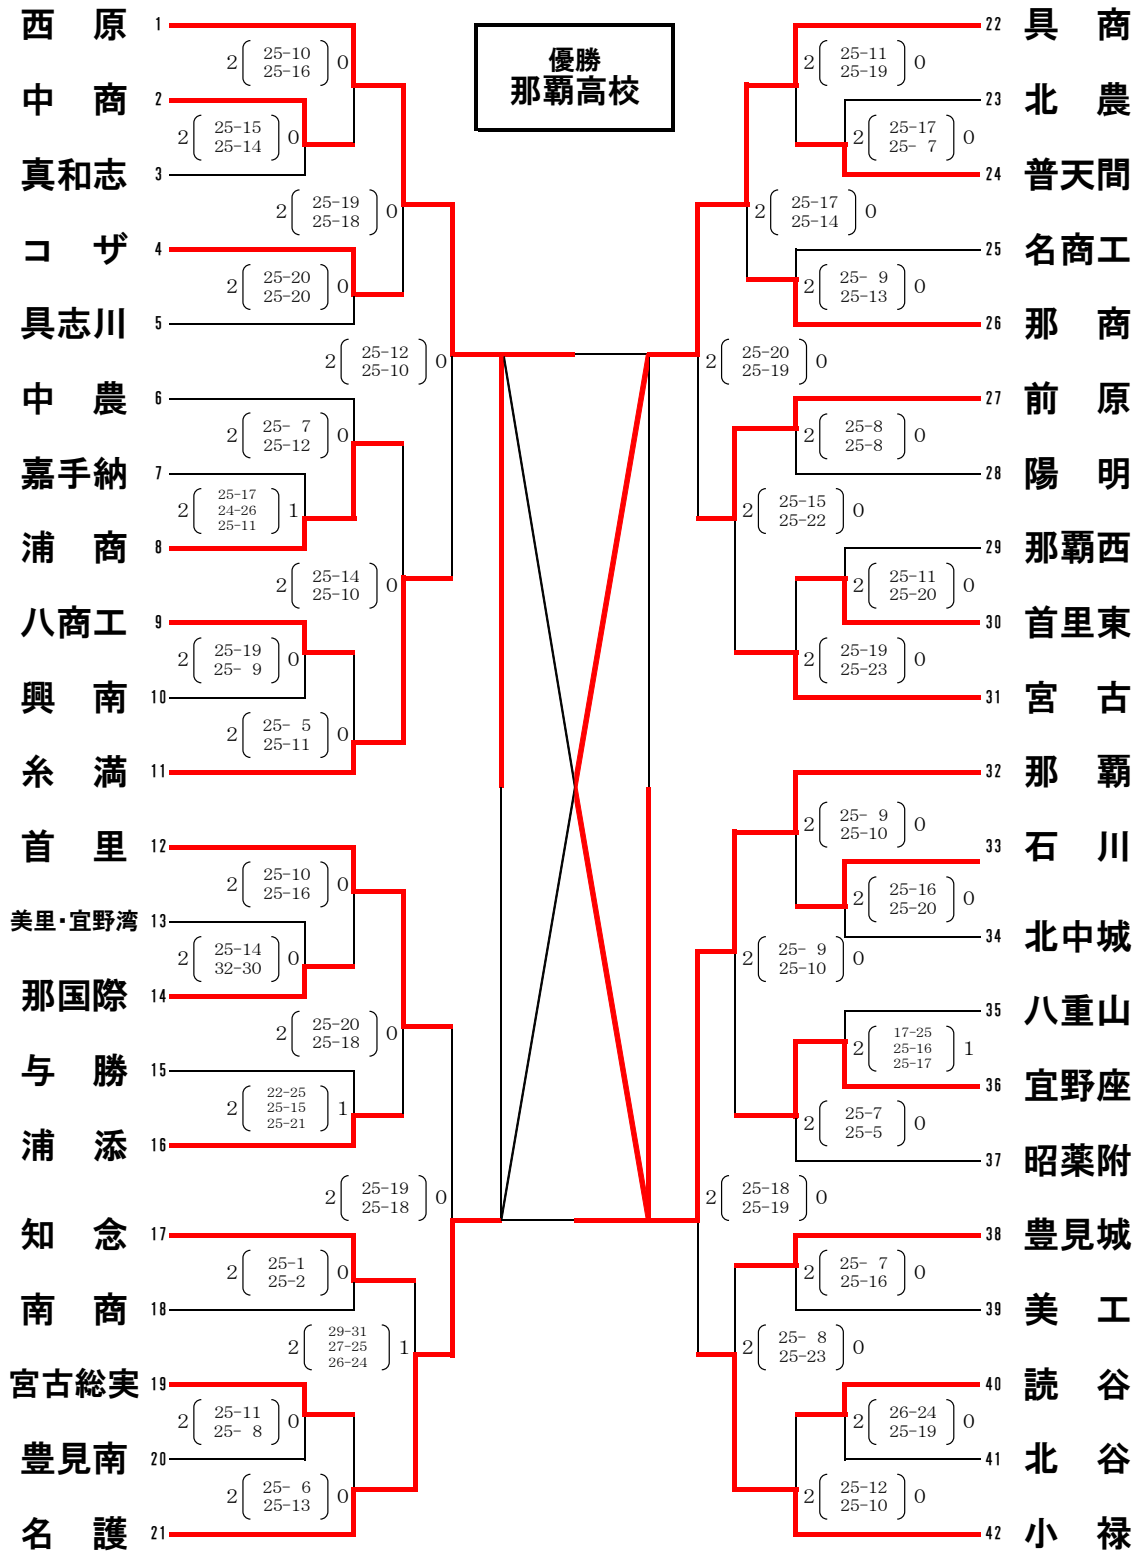 優勝
那覇高校
西　原 1
2 25-10 0
25-16
中　商 2
2 25-15 0
25-14
真和志 3
2 25-19 0
25-18
コ　ザ 4
2 25-20 0
25-20
具志川 5
2 25-12 0
25-10
中　農 6
2 25- 7 0
25-12
嘉手納 7
25-17
2 24-26 1
25-11
浦　商 8
2 25-14 0
25-10
八商工 9
2 25-19 0
25- 9
興　南 10
2 25- 5 0
25-11
糸　満 11
首　里 12
2 25-10 0
25-16
美里・宜野湾 13
2 25-14 0
32-30
那国際 14
2 25-20 0
25-18
与　勝 15
22-25
2 25-15 1
25-21
浦　添 16
2 25-19 0
25-18
知　念 17
2 25-1 0
25-2
南　商 18
29-31
2 27-25 1
26-24
宮古総実 19
2 25-11 0
25- 8
豊見南 20
2 25- 6 0
25-13
名　護 21
22 具　商
2 25-11 0
25-19
23 北　農
2 25-17 0
25- 7
24 普天間
2 25-17 0
25-14
25 名商工
2 25- 9 0
25-13
26 那　商
2 25-20 0
25-19
27 前　原
2 25-8 0
25-8
28 陽　明
2 25-15 0
25-22
29 那覇西
2 25-11 0
25-20
30 首里東
2 25-19 0
25-23
31 宮　古
32 那　覇
2 25- 9 0
25-10
33 石　川
2 25-16 0
25-20
34 北中城
2 25- 9 0
25-10
35 八重山
17-25
2 25-16 1
25-17
36 宜野座
2 25-7 0
25-5
37 昭薬附
2 25-18 0
25-19
38 豊見城
2 25- 7 0
25-16
39 美　工
2 25- 8 0
25-23
40 読　谷
2 26-24 0
25-19
41 北　谷
2 25-12 0
25-10
42 小　禄